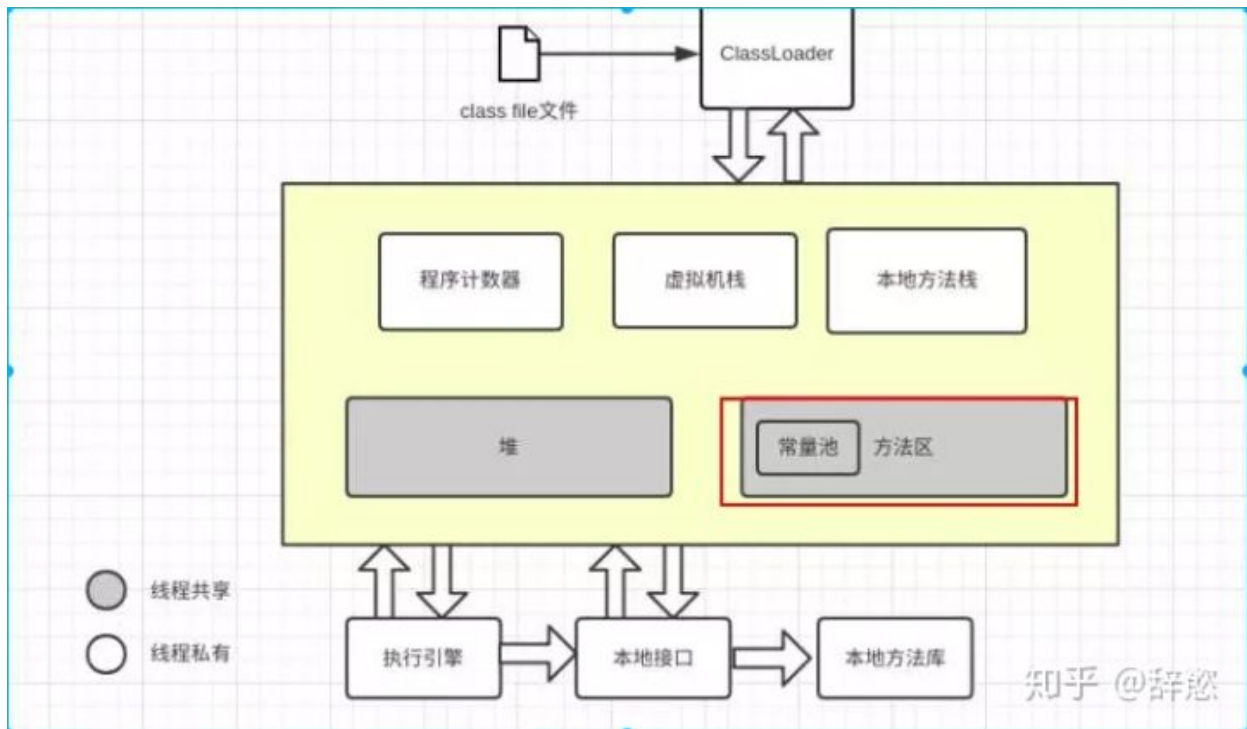 ClassLoader
class file文件
程序计数器
虚拟机栈
本地方法栈
堆
常量池
方法区
线程共享
线程私有
执行引擎
本地接口
本地方法库
知乎 @辞慾